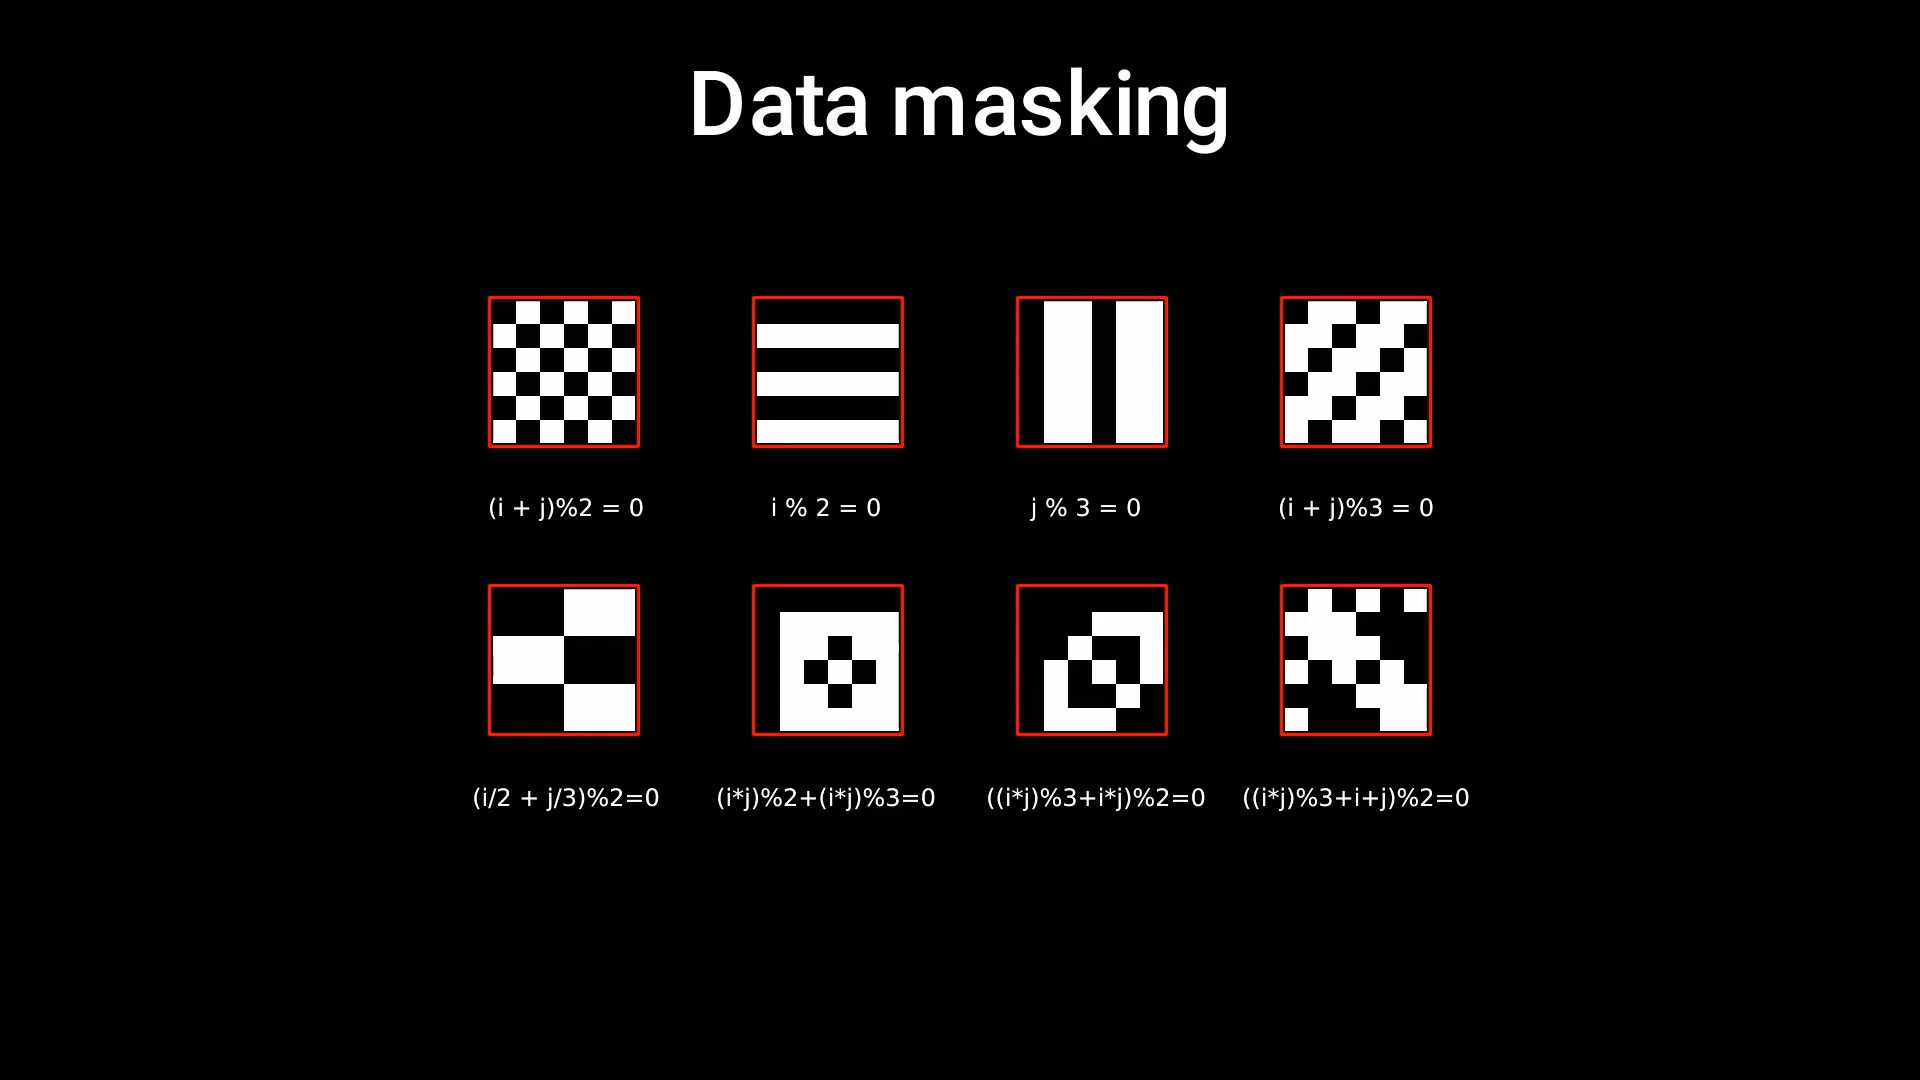 Data masking
(i + j)%2 = 0
i % 2 = 0
j % 3 = 0
(i + j)%3 = 0
(i/2 + j/3)%2=0
(i*j)%2+(i*j)%3=0
((i*j)%3+i*j)%2=0
((i*j)%3+i+j)%2=0